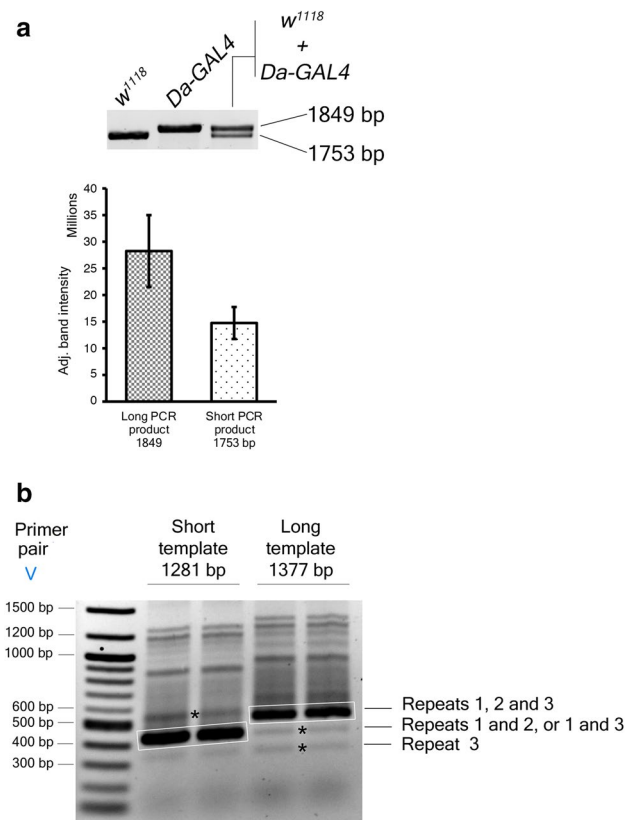 a
w1118
Da-GAL4
w1118
+
Da-GAL4
1849 bp
1753 bp
Millions
Adj. band intensity
40
35
30
25
20
15
10
5
0
Long PCR
product
1849
Short PCR
product
1753 bp
b
Primer
pair
V
Short
template
1281 bp
Long
template
1377 bp
1500 bp
1200 bp
1000 bp
600 bp
500 bp
400 bp
300 bp
*
*
*
Repeats 1, 2 and 3
Repeats 1 and 2, or 1 and 3
Repeat 3